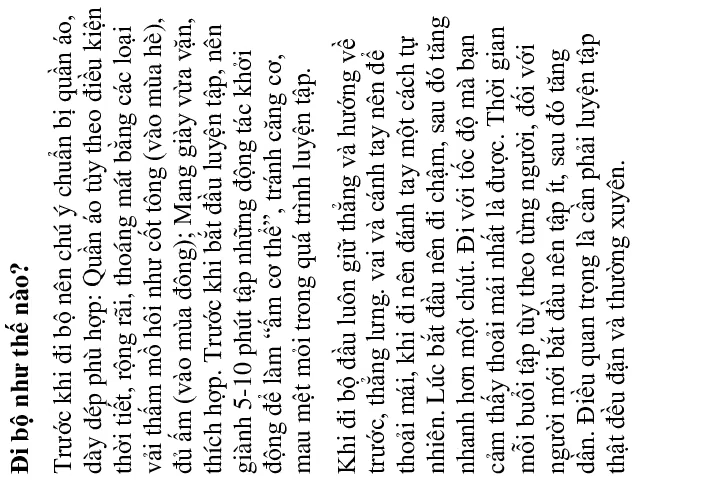 Đi bộ như thế nào?
Trước khi đi bộ nên chú ý chuẩn bị quần áo,
dày dép phù hợp: Quần áo tùy theo điều kiện
thời tiết, rộng rãi, thoáng mát bằng các loại
vải thấm mồ hôi như cốt tông (vào mùa hè),
đủ ấm (vào mùa đông); Mang giày vừa vặn,
thích hợp. Trước khi bắt đầu luyện tập, nên
giành 5-10 phút tập những động tác khởi
động để làm “ấm cơ thể”, tránh căng cơ,
mau mệt mỏi trong quá trình luyện tập.
Khi đi bộ đầu luôn giữ thẳng và hướng về
trước, thẳng lưng. vai và cánh tay nên để
thoải mái, khi đi nên đánh tay một cách tự
nhiên. Lúc bắt đầu nên đi chậm, sau đó tăng
nhanh hơn một chút. Đi với tốc độ mà bạn
cảm thấy thoải mái nhất là được. Thời gian
mỗi buổi tập tùy theo từng người, đối với
người mới bắt đầu nên tập ít, sau đó tăng
dần. Điều quan trọng là cần phải luyện tập
thật đều đặn và thường xuyên.